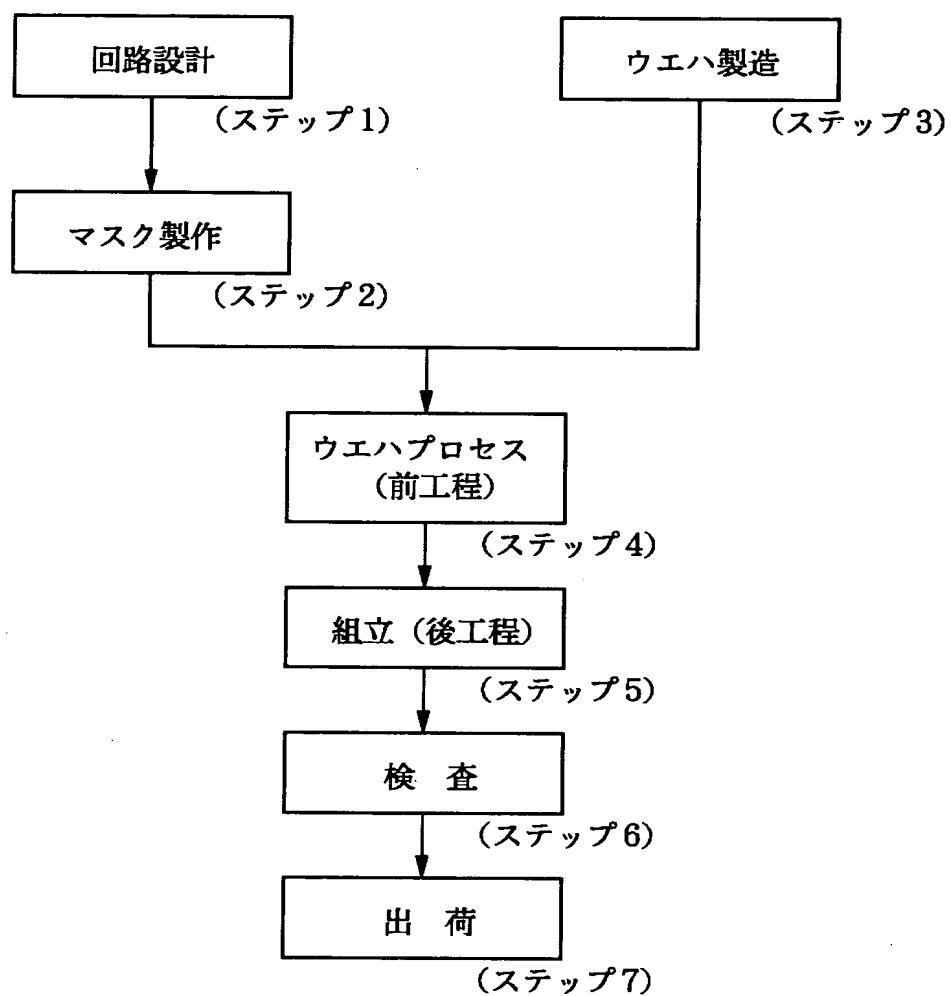 回路設計
(ステップ1)
マスク製作
(ステップ2)
ウエハ製造
(ステップ3)
ウエハプロセス
(前工程)
(ステップ4)
組立(後工程)
(ステップ5)
検 査
(ステップ6)
出 荷
(ステップ7)